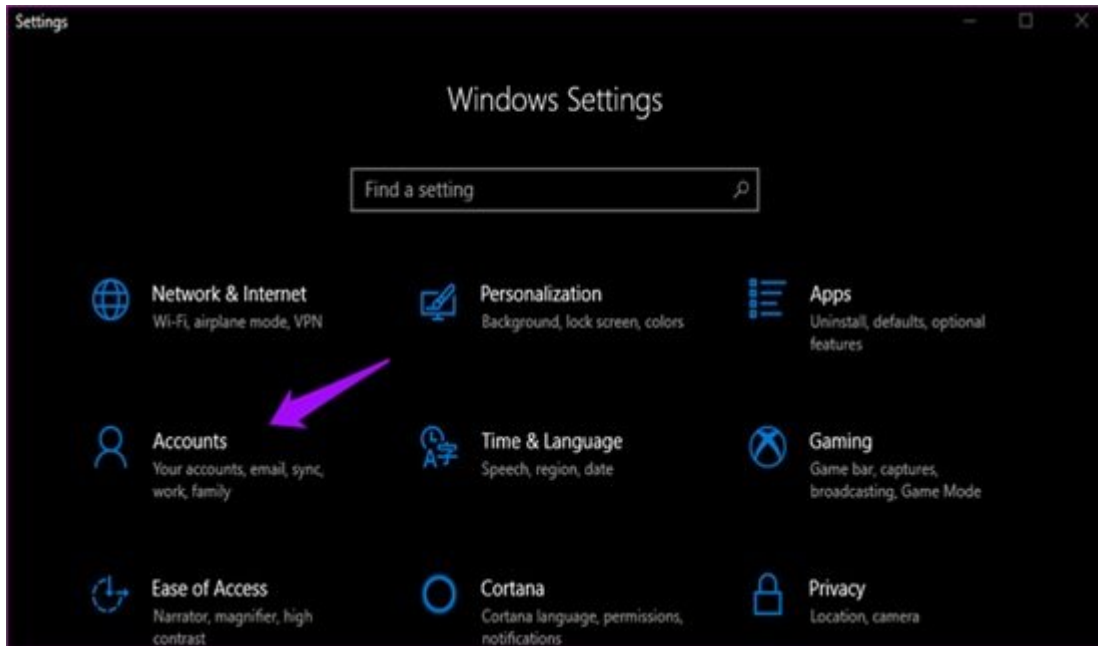 Settings
Windows Settings
Find a setting
Network & Internet
Wi-Fi, airplane mode, VPN
Personalization
Background, lock screen, colors
Apps
Uninstall, defaults, optional
features
Accounts
Your accounts, email, sync,
work, family
Time & Language
Speech, region, date
Gaming
Game bar, captures,
broadcasting, Game Mode
Ease of Access
Narrator, magnifier, high
contrast
Cortana
Cortana language, permissions,
notifications
Privacy
Location, camera